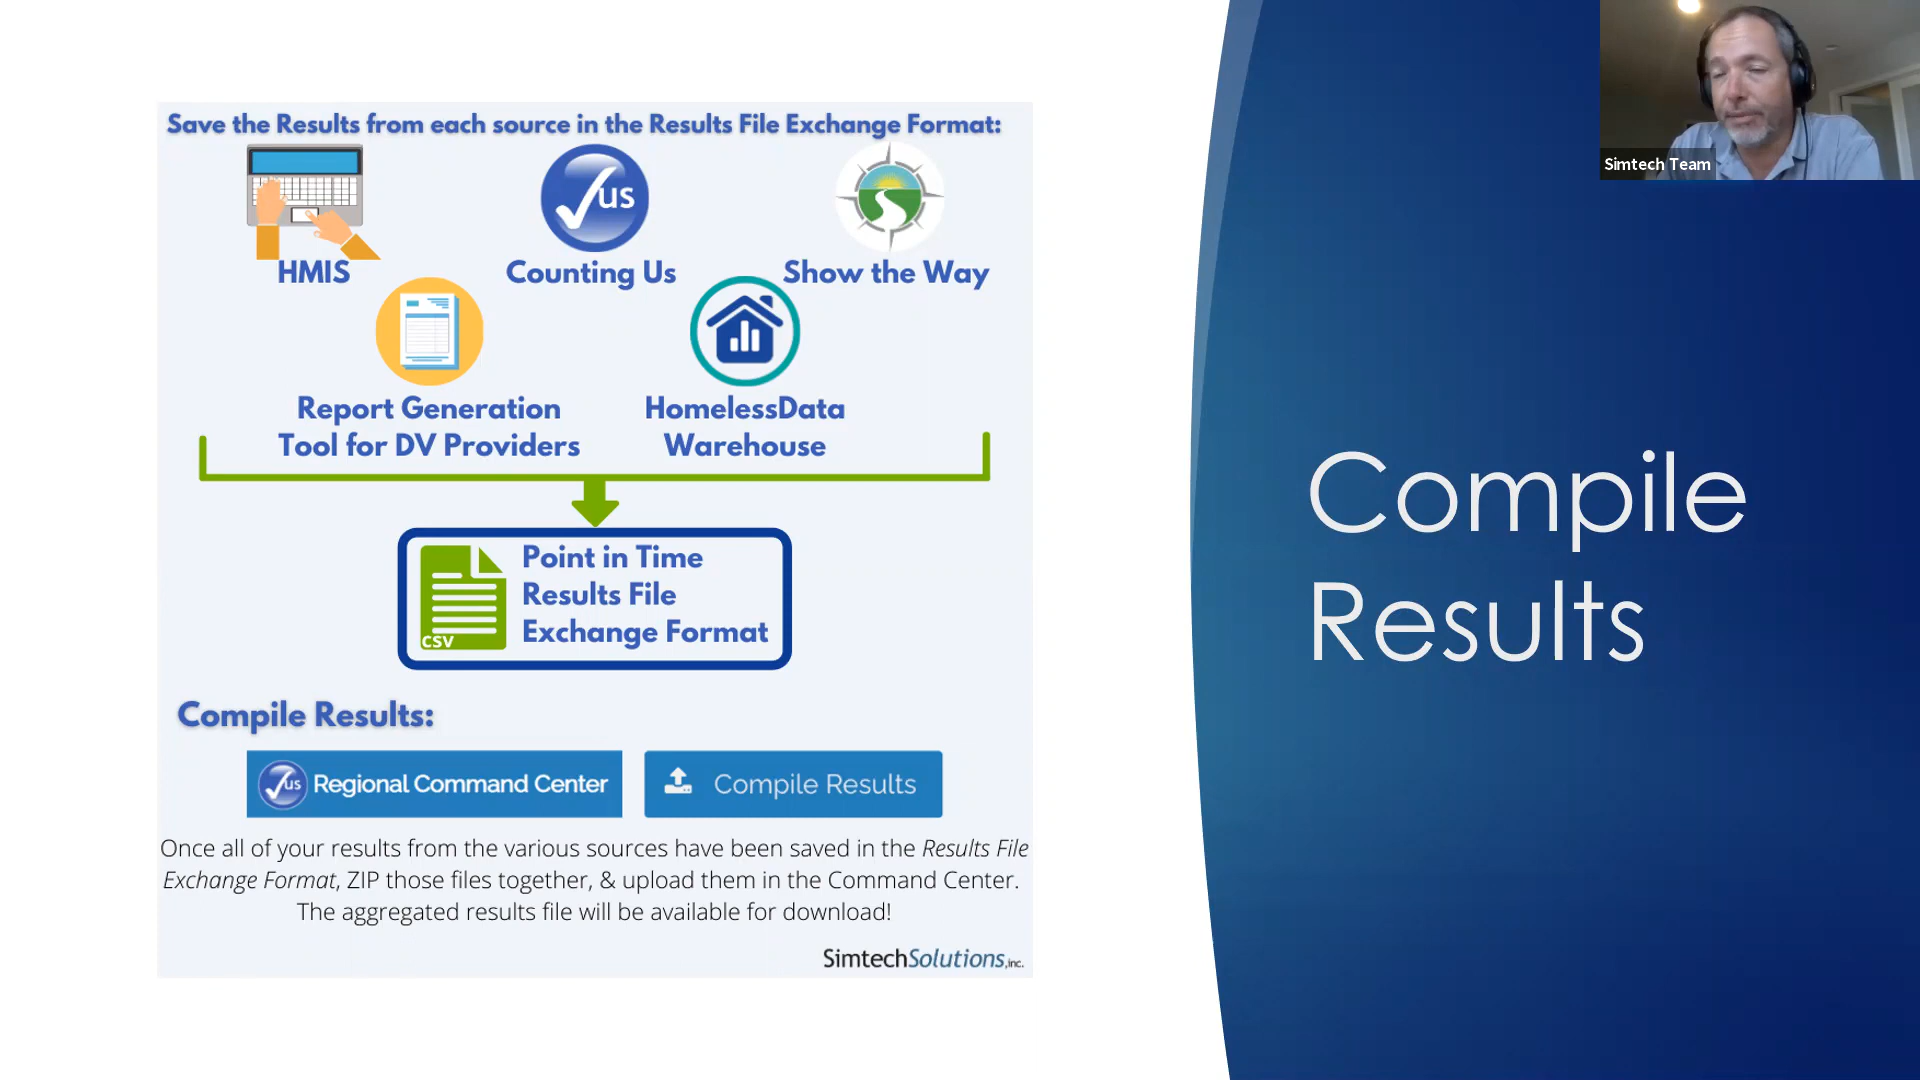 Save the Results from each source in the Results File Exchange Format:
us
HMIS
Counting Us
Show the Way
Report Generation
Tool for DV Providers
HomelessData
Warehouse
CSV
Point in Time
Results File
Exchange Format
Compile Results:
us Regional Command Center
Compile Results
Once all of your results from the various sources have been saved in the Results File
Exchange Format, ZIP those files together, & upload them in the Command Center.
The aggregated results file will be available for download!
SimtechSolutions,inc.
Compile
Results
Simtech Team